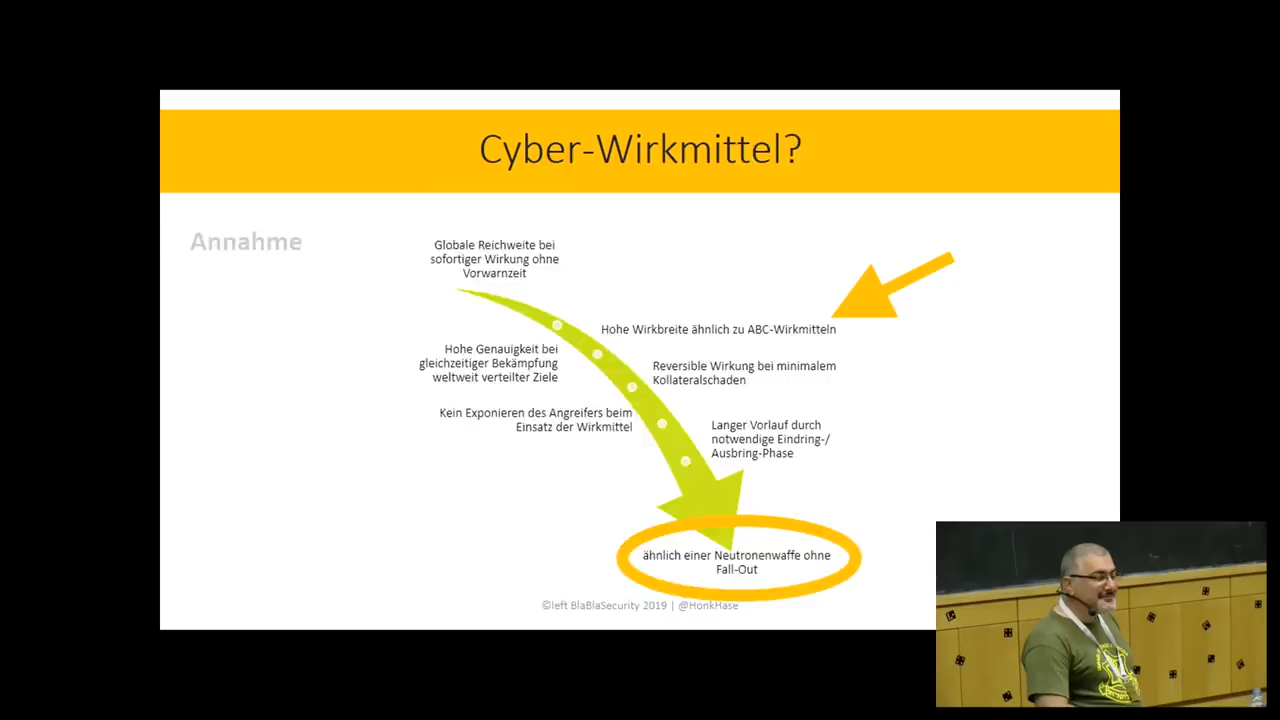 Cyber-Wirkmittel?
Annahme
Globale Reichweite bei
sofortiger Wirkung ohne
Vorwarnzeit
Hohe Wirkbreite ähnlich zu ABC-Wirkmitteln
Hohe Genauigkeit bei
gleichzeitiger Bekämpfung
weltweit verteilter Ziele
Reversible Wirkung bei minimalem
Kollateralschaden
Kein Exponieren des Angreifers beim
Einsatz der Wirkmittel
Langer Vorlauf durch
notwendige Eindring-/
Ausbring-Phase
ähnlich einer Neutronenwaffe ohne
Fall-Out
©left BlaBlaSecurity 2019 | @HonkHase